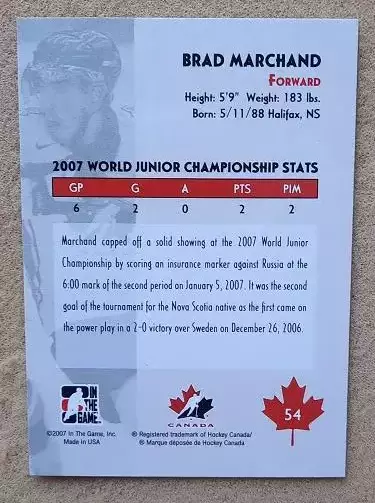 BRAD MARCHAND
FORWARD
Height: 5'9" Weight: 183 lbs.
Born: 5/11/88 Halifax, NS
2007 WORLD JUNIOR CHAMPIONSHIP STATS
GP G A PTS PIM
6 2 0 2 2
Marchand capped off a solid showing at the 2007 World Junior
Championship by scoring an insurance marker against Russia at the
6:00 mark of the second period on January 5, 2007. It was the second
goal of the tournament for the Nova Scotia native as the first came on
the power play in a 2-0 victory over Sweden on December 26, 2006.
IN
THE
GAME
CANADA
54
©2007 In The Game, Inc.
Made in USA
® Registered trademark of Hockey Canada/
® Marque déposée de Hockey Canada